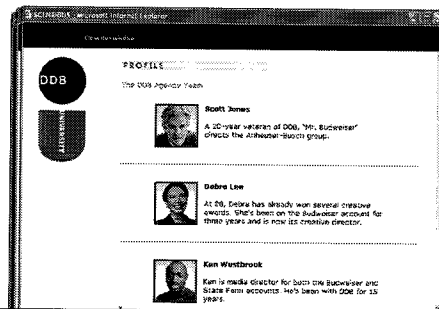 SCENARIOS - Microsoft Internet Explorer
DDB
UNIVERSITY
PROFILES
The DDB Agency Team
Scott Jones
A 20-year veteran of DDB, "Mr. Budweiser"
directs the Anheuser-Busch group.
Debra Lee
At 28, Debra has already won several creative
awards. She's been on the Budweiser account for
three years and is now its creative director.
Ken Westbrook
Ken is media director for both the Budweiser and
State Farm accounts. He's been with DDB for 15
years.